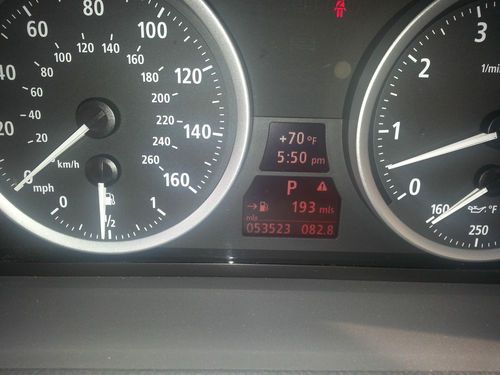 60 80 100
80 100 120 140
40 60 160 120
40 180
20 200
20 220 140
km/h 240
0 260
mph 160
0 1/2 1
+70 °F
5:50 pm
P
193 mls
mls
053523 082.8
3
2 1/mi
1
0
160 °F
250